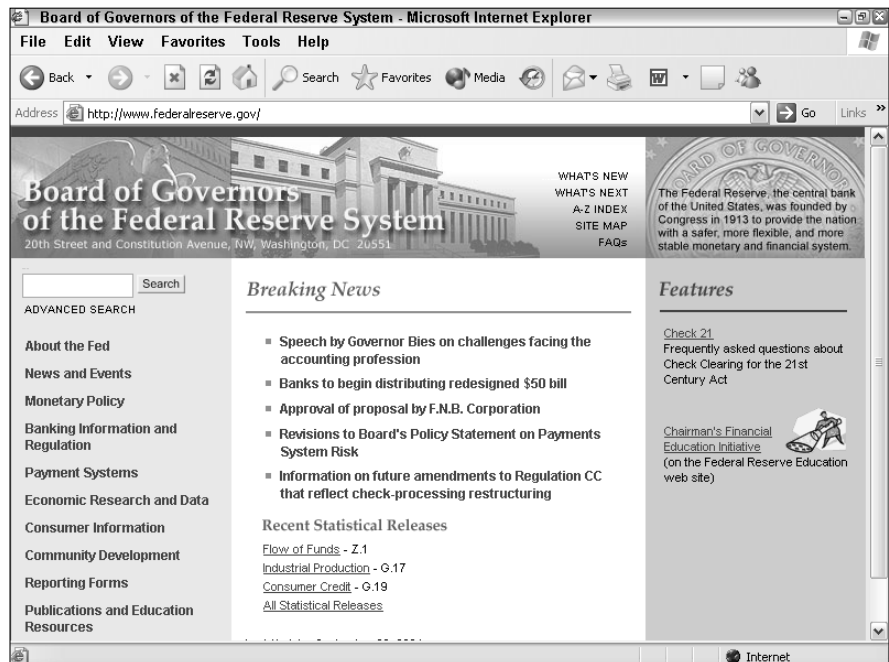 Board of Governors of the Federal Reserve System - Microsoft Internet Explorer
File Edit View Favorites Tools Help
Back Search Favorites Media
Address http://www.federalreserve.gov/ Go Links »
Board of Governors
of the Federal Reserve System
20th Street and Constitution Avenue, NW, Washington, DC 20551
WHAT'S NEW
WHAT'S NEXT
A-Z INDEX
SITE MAP
FAQs
BOARD OF GOVERNOR
The Federal Reserve, the central bank
of the United States, was founded by
Congress in 1913 to provide the nation
with a safer, more flexible, and more
stable monetary and financial system.
Search
ADVANCED SEARCH
About the Fed
News and Events
Monetary Policy
Banking Information and
Regulation
Payment Systems
Economic Research and Data
Consumer Information
Community Development
Reporting Forms
Publications and Education
Resources
Breaking News
Speech by Governor Bies on challenges facing the
accounting profession
Banks to begin distributing redesigned $50 bill
Approval of proposal by F.N.B. Corporation
Revisions to Board's Policy Statement on Payments
System Risk
Information on future amendments to Regulation CC
that reflect check-processing restructuring
Recent Statistical Releases
Flow of Funds - Z.1
Industrial Production - G.17
Consumer Credit - G.19
All Statistical Releases
Features
Check 21
Frequently asked questions about
Check Clearing for the 21st
Century Act
Chairman's Financial
Education Initiative
(on the Federal Reserve Education
web site)
Internet